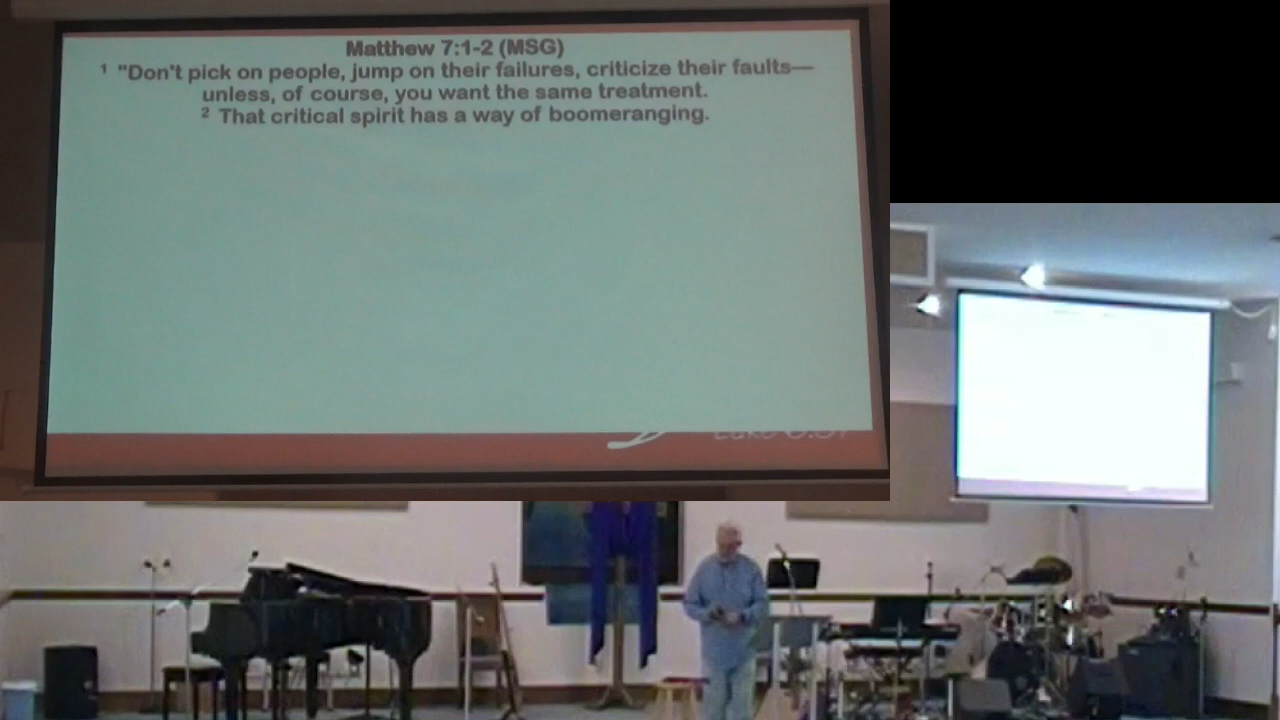 Matthew 7:1-2 (MSG)
1 "Don't pick on people, jump on their failures, criticize their faults—
unless, of course, you want the same treatment.
2 That critical spirit has a way of boomeranging.